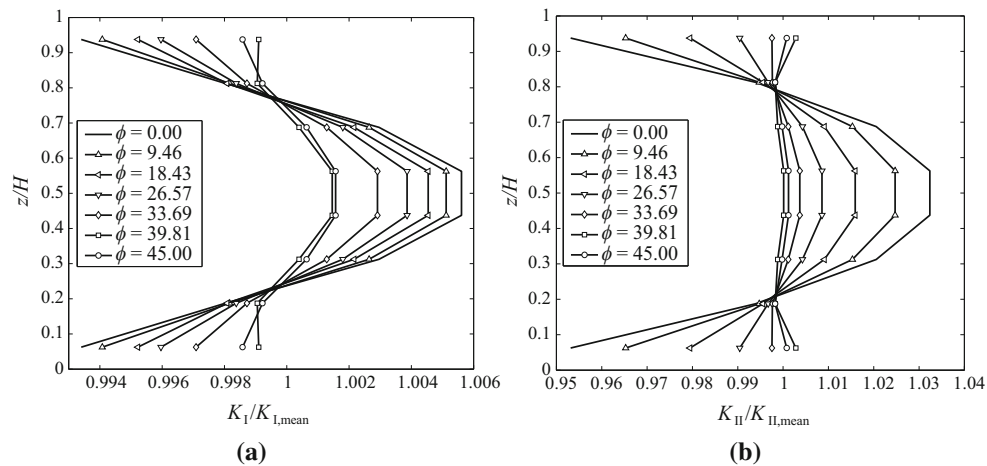 1
0.9
0.8
0.7
0.6
0.5
0.4
0.3
0.2
0.1
0
z/H
ϕ = 0.00
ϕ = 9.46
ϕ = 18.43
ϕ = 26.57
ϕ = 33.69
ϕ = 39.81
ϕ = 45.00
0.994 0.996 0.998 1 1.002 1.004 1.006
K_I/K_I,mean
(a)
1
0.9
0.8
0.7
0.6
0.5
0.4
0.3
0.2
0.1
0
z/H
ϕ = 0.00
ϕ = 9.46
ϕ = 18.43
ϕ = 26.57
ϕ = 33.69
ϕ = 39.81
ϕ = 45.00
0.95 0.96 0.97 0.98 0.99 1 1.01 1.02 1.03 1.04
K_II/K_II,mean
(b)